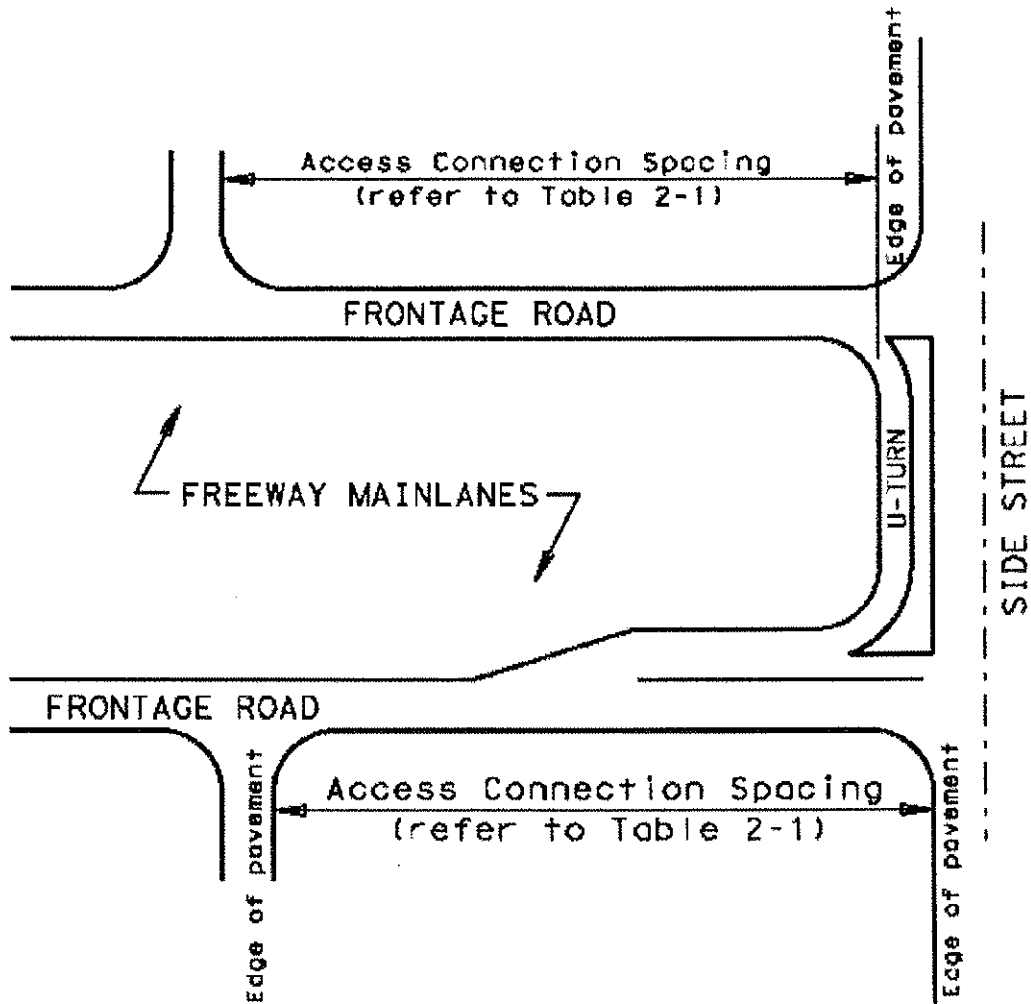 Edge of pavement
Access Connection Spacing
(refer to Table 2-1)
FRONTAGE ROAD
FREEWAY MAINLANES
U-TURN
SIDE STREET
FRONTAGE ROAD
Edge of pavement
Access Connection Spacing
(refer to Table 2-1)
Edge of pavement